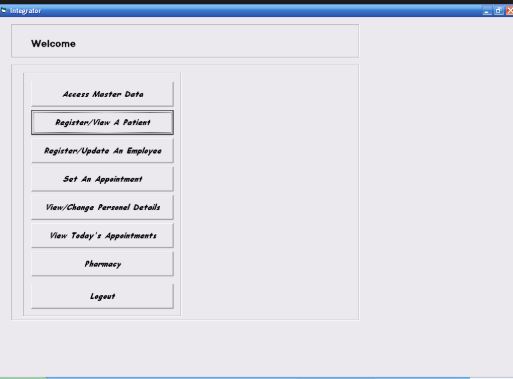 Integrator
Welcome
Access Master Data
Register/View A Patient
Register/Update An Employee
Set An Appointment
View/Change Personal Details
View Today's Appointments
Pharmacy
Logout